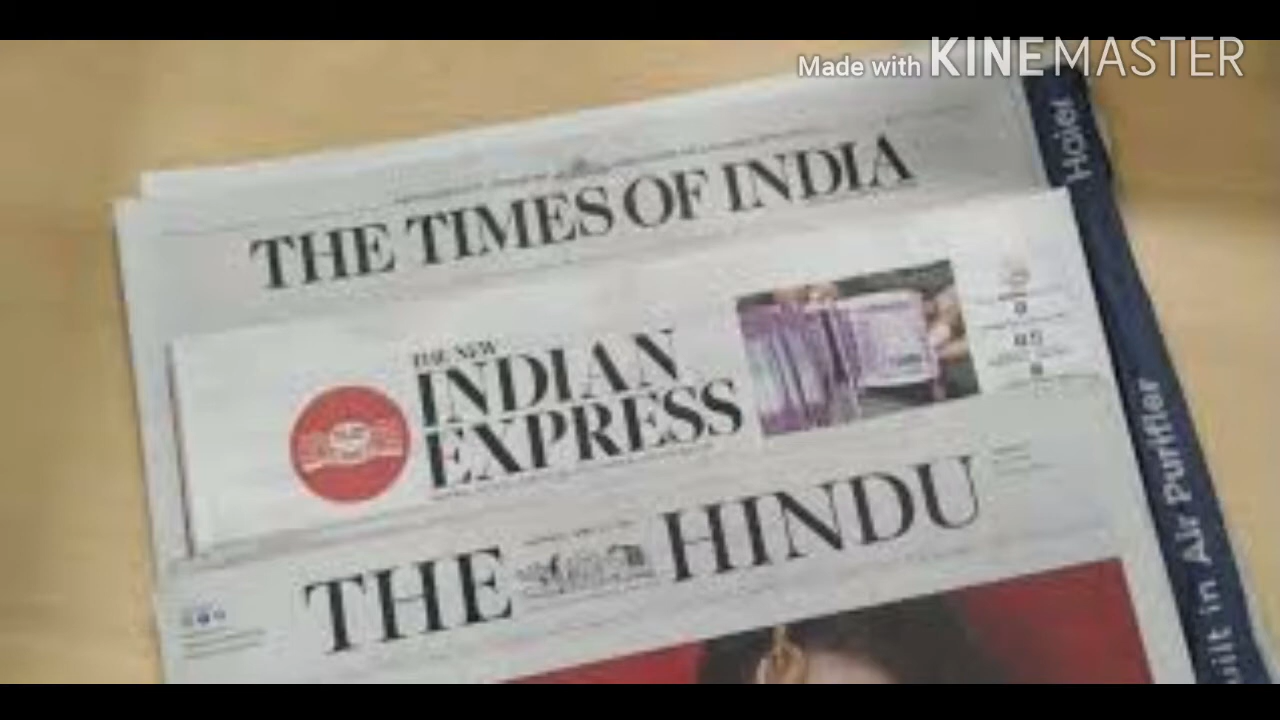 Made with KINEMASTER
THE TIMES OF INDIA
Haier
THE NEW
INDIAN
EXPRESS
THE HINDU
uilt in Air Purifier